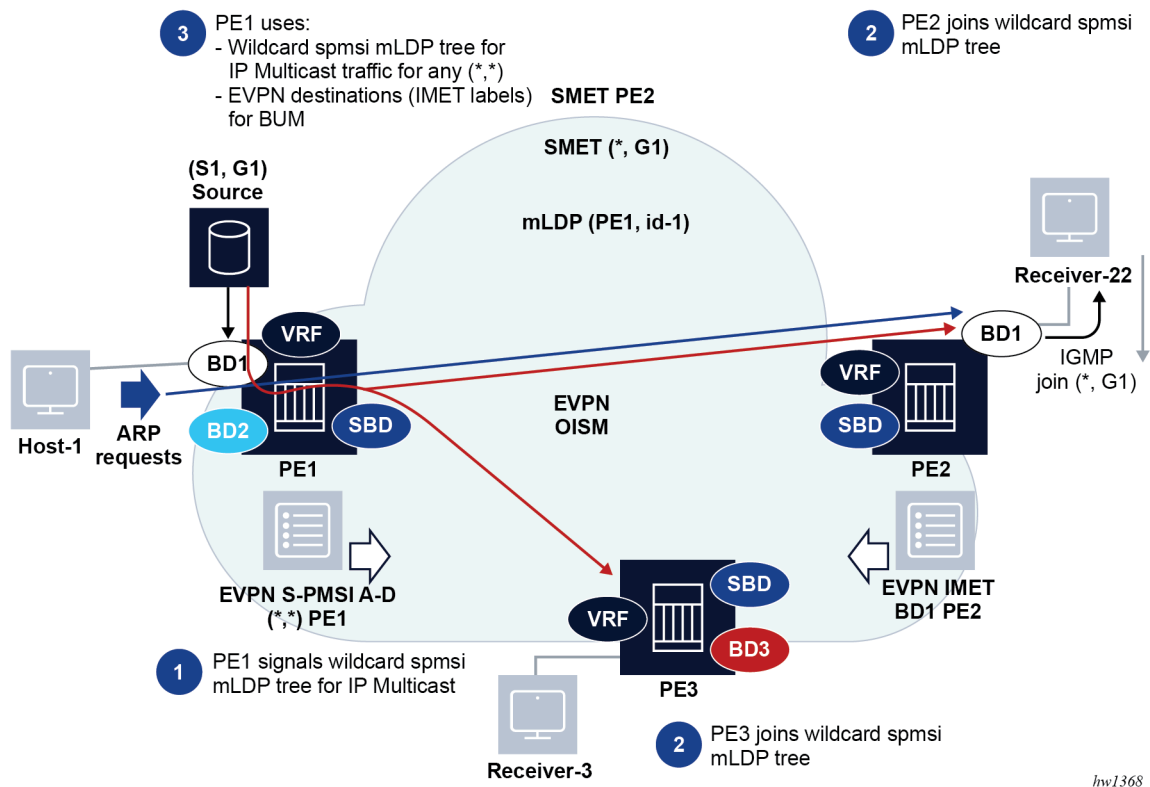 3
PE1 uses:
- Wildcard spmsi mLDP tree for
IP Multicast traffic for any (*,*)
- EVPN destinations (IMET labels)
for BUM
2
PE2 joins wildcard spmsi
mLDP tree
SMET PE2
SMET (*, G1)
mLDP (PE1, id-1)
(S1, G1)
Source
Receiver-22
VRF
BD1
BD1
IGMP
join (*, G1)
VRF
SBD
PE2
EVPN
OISM
BD2
SBD
PE1
Host-1
ARP
requests
EVPN S-PMSI A-D
(*,*) PE1
EVPN IMET
BD1 PE2
SBD
VRF
BD3
PE3
1
PE1 signals wildcard spmsi
mLDP tree for IP Multicast
Receiver-3
2
PE3 joins wildcard spmsi
mLDP tree
hw1368